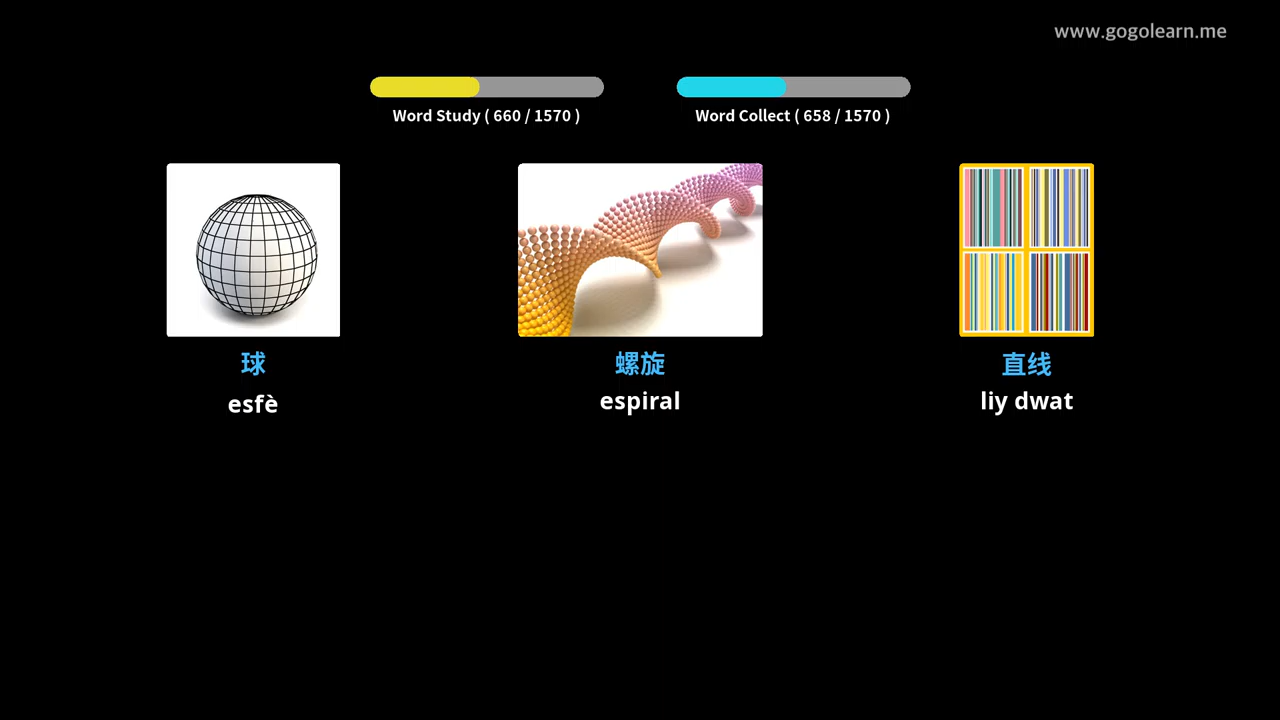 www.gogolearn.me
Word Study ( 660 / 1570 )
Word Collect ( 658 / 1570 )
球
螺旋
直线
esfè
espiral
liy dwat